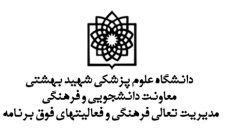 دانشگاه علوم پزشکی شهید بهشتی
معاونت دانشجویی و فرهنگی
مدیریت تعالی فرهنگی و فعالیتهای فوق برنامه